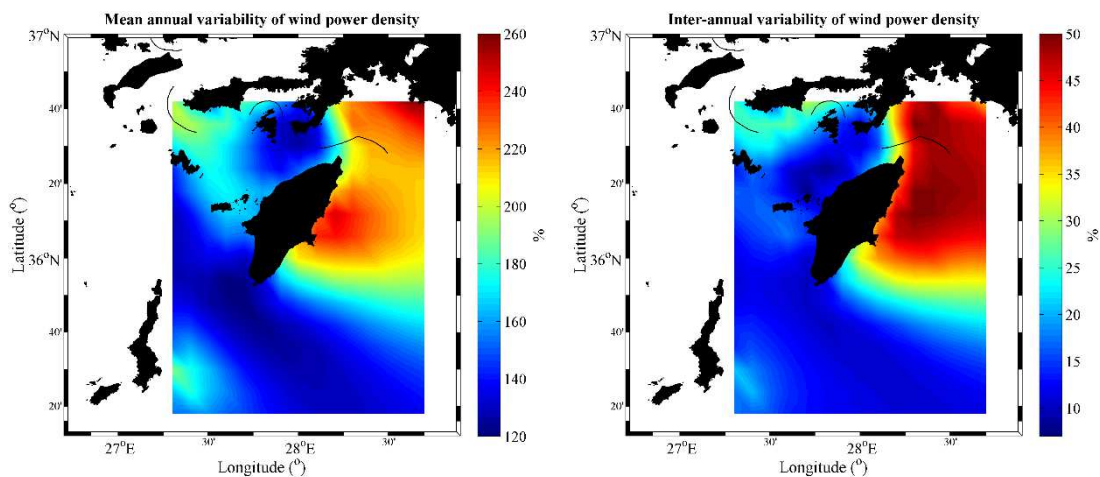 Mean annual variability of wind power density
37°N
40'
20'
36°N
40'
20'
27°E
30'
28°E
30'
Latitude (°)
Longitude (°)
260
240
220
200
180
160
140
120
%
Inter-annual variability of wind power density
37°N
40'
20'
36°N
40'
20'
27°E
30'
28°E
30'
Latitude (°)
Longitude (°)
50
45
40
35
30
25
20
15
10
%